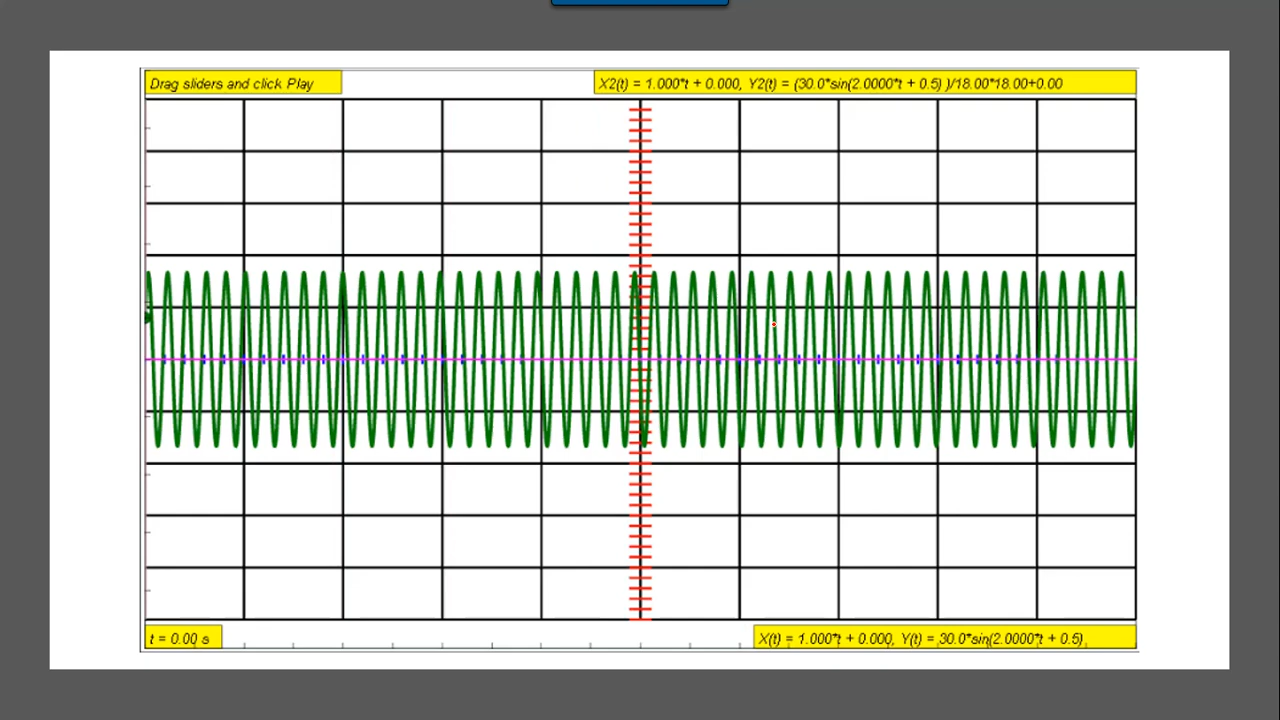 Drag sliders and click Play
X2(t) = 1.000*t + 0.000, Y2(t) = (30.0*sin(2.0000*t + 0.5) )/18.00*18.00+0.00
t = 0.00 s
X(t) = 1.000*t + 0.000, Y(t) = 30.0*sin(2.0000*t + 0.5)